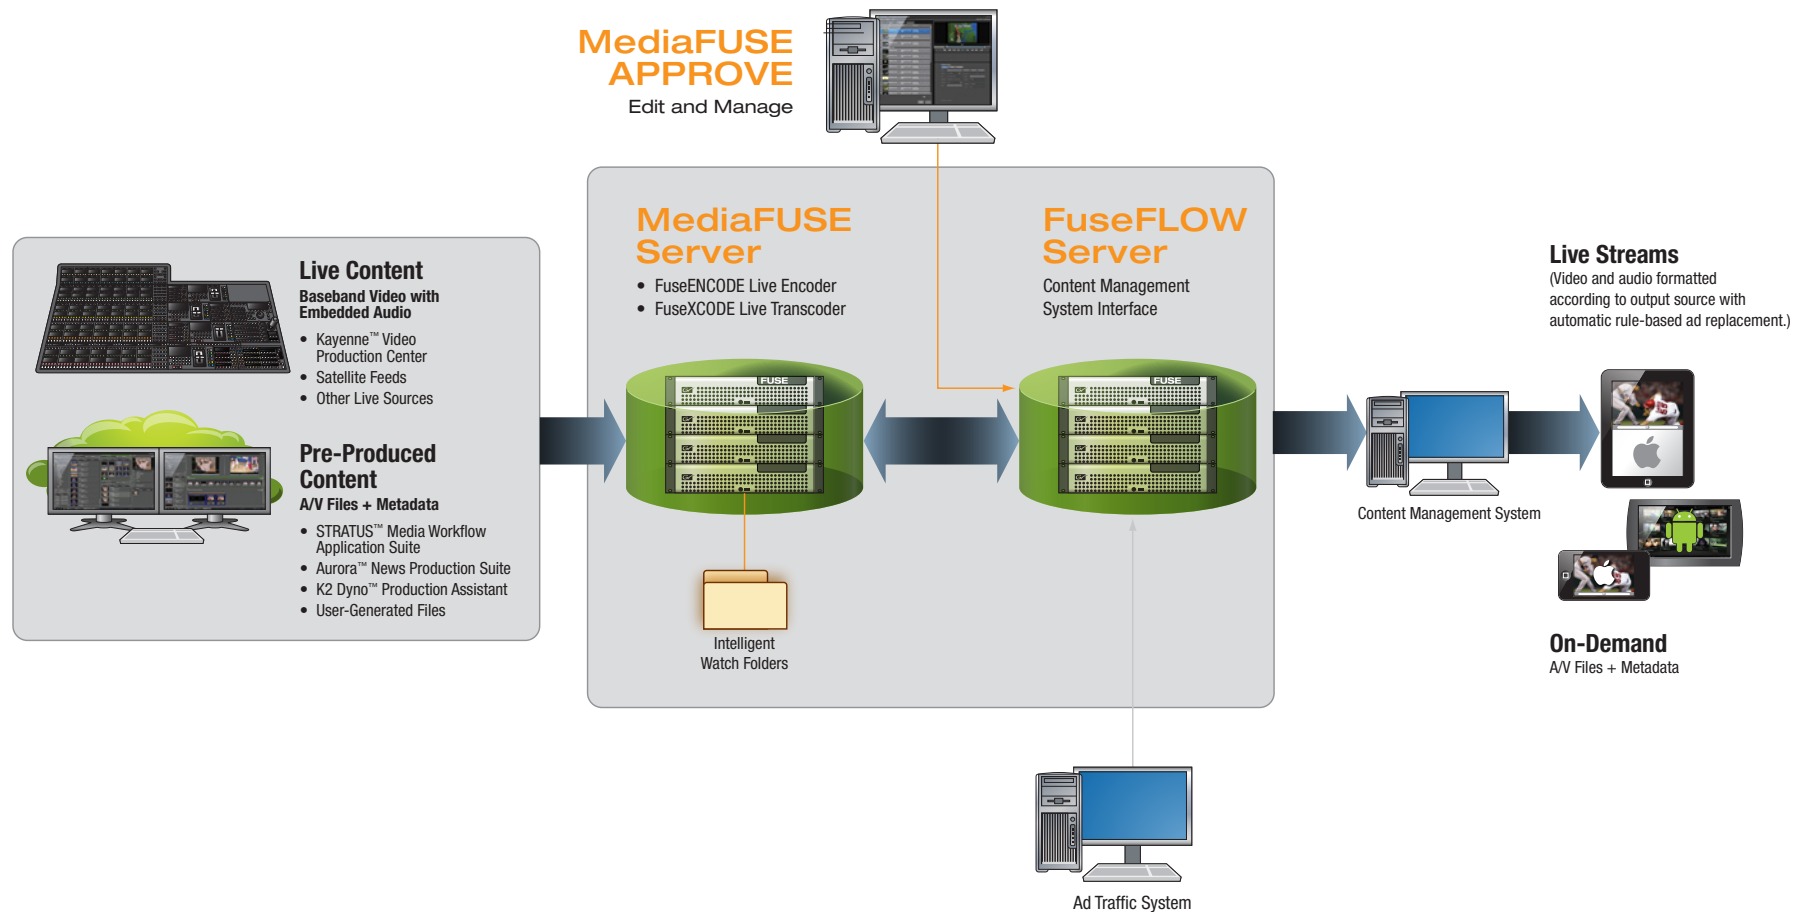 MediaFUSE
APPROVE
Edit and Manage
Live Content
Baseband Video with
Embedded Audio
• Kayenne™ Video
Production Center
• Satellite Feeds
• Other Live Sources
Pre-Produced
Content
A/V Files + Metadata
• STRATUS™ Media Workflow
Application Suite
• Aurora™ News Production Suite
• K2 Dyno™ Production Assistant
• User-Generated Files
MediaFUSE
Server
• FuseENCODE Live Encoder
• FuseXCODE Live Transcoder
FUSE
Intelligent
Watch Folders
FuseFLOW
Server
Content Management
System Interface
FUSE
Ad Traffic System
Content Management System
Live Streams
(Video and audio formatted
according to output source with
automatic rule-based ad replacement.)
On-Demand
A/V Files + Metadata